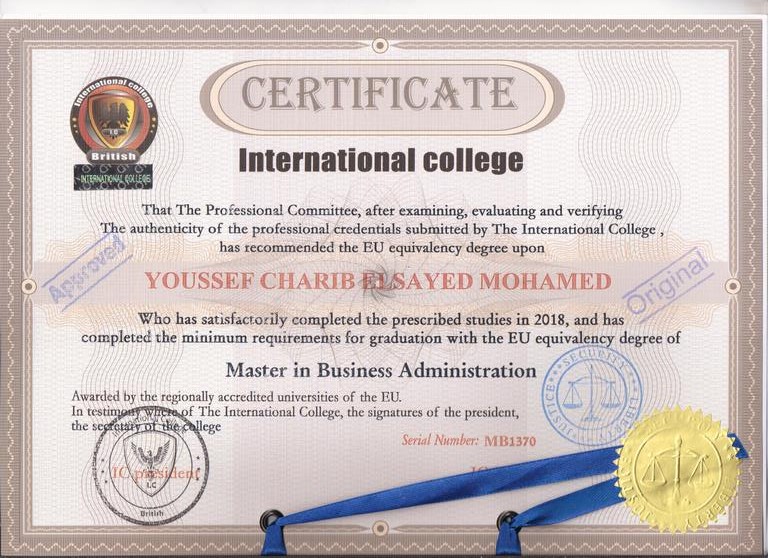 International college
British
INTERNATIONAL COLLEGES
CERTIFICATE
International college
That The Professional Committee, after examining, evaluating and verifying
The authenticity of the professional credentials submitted by The International College ,
has recommended the EU equivalency degree upon
Approved
YOUSSEF CHARIB ElSAYED MOHAMED
Original
Who has satisfactorily completed the prescribed studies in 2018, and has
completed the minimum requirements for graduation with the EU equivalency degree of
Master in Business Administration
Awarded by the regionally accredited universities of the EU.
In testimony where of The International College, the signatures of the president,
the secretary of the college
Serial Number: MB1370
JUSTICE SECURITY LIBERTY
IC president
I.C
British
IC